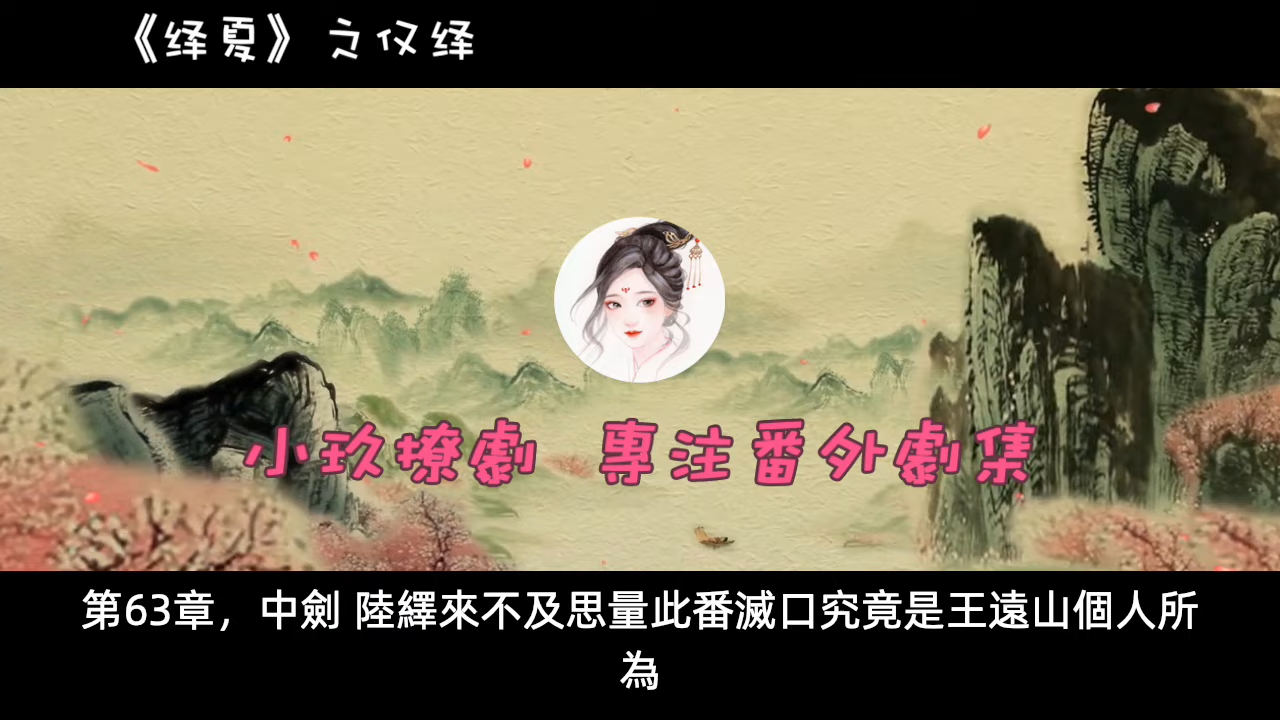 《绎夏》之仅绎
小玖撩劇 專注番外劇集
第63章，中劍 陸繹來不及思量此番滅口究竟是王遠山個人所
為